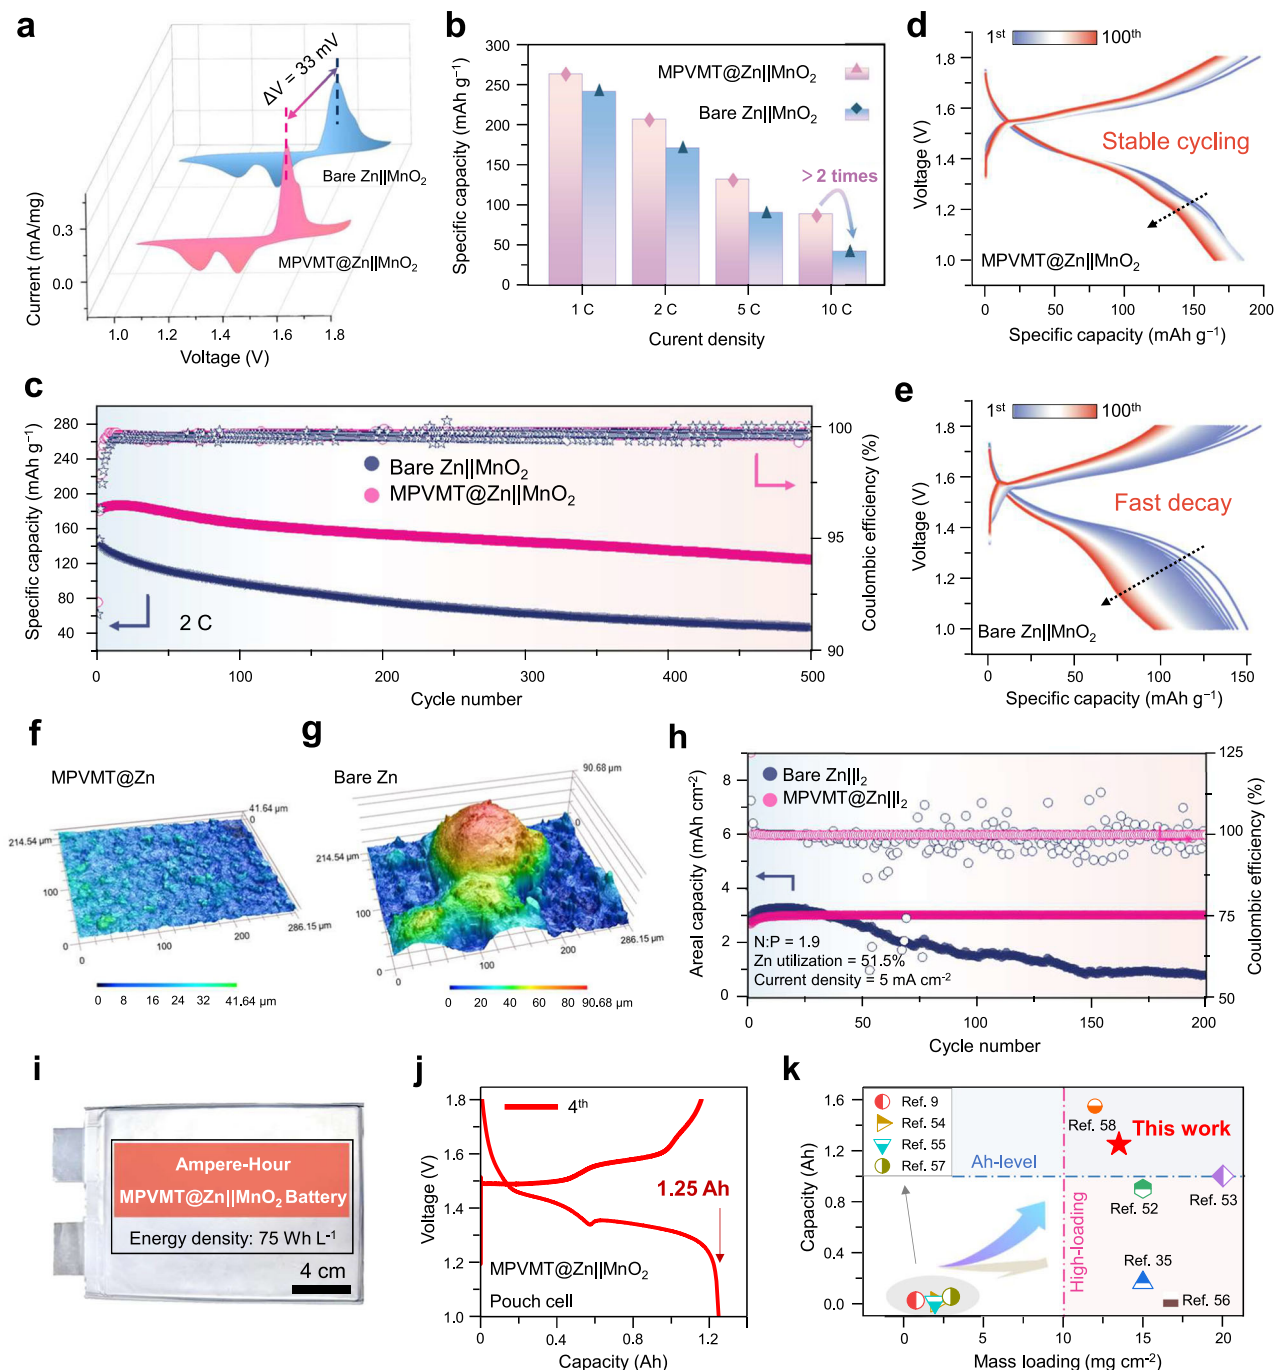 a
ΔV = 33 mV
Bare Zn||MnO₂
MPVMT@Zn||MnO₂
Current (mA/mg)
0.3
0.0
1.0
1.2
1.4
1.6
1.8
Voltage (V)
b
Specific capacity (mAh g⁻¹)
300
250
200
150
100
50
0
MPVMT@Zn||MnO₂
Bare Zn||MnO₂
> 2 times
1 C
2 C
5 C
10 C
Curent density
d
1st
100th
Voltage (V)
1.8
1.6
1.4
1.2
1.0
Stable cycling
MPVMT@Zn||MnO₂
0
50
100
150
200
Specific capacity (mAh g⁻¹)
c
Specific capacity (mAh g⁻¹)
280
260
200
180
160
120
80
40
Bare Zn||MnO₂
MPVMT@Zn||MnO₂
2 C
100
95
90
Coulombic efficiency (%)
0
100
200
300
400
500
Cycle number
e
1st
100th
Voltage (V)
1.8
1.6
1.4
1.2
1.0
Fast decay
Bare Zn||MnO₂
0
50
100
150
Specific capacity (mAh g⁻¹)
f
MPVMT@Zn
41.64 μm
0
214.54 μm
100
0
0
100
200
286.15 μm
0
8
16
24
32
41.64 μm
g
Bare Zn
90.68 μm
0
214.54 μm
100
0
0
100
200
286.15 μm
0
20
40
60
80
90.68 μm
h
Areal capacity (mAh cm⁻²)
8
6
4
2
0
Bare Zn||I₂
MPVMT@Zn||I₂
N:P = 1.9
Zn utilization = 51.5%
Current density = 5 mA cm⁻²
125
100
75
50
Coulombic efficiency (%)
0
50
100
150
200
Cycle number
i
Ampere-Hour
MPVMT@Zn||MnO₂ Battery
Energy density: 75 Wh L⁻¹
4 cm
j
Voltage (V)
1.8
1.6
1.4
1.2
1.0
4th
1.25 Ah
MPVMT@Zn||MnO₂
Pouch cell
0
0.4
0.8
1.2
Capacity (Ah)
k
Capacity (Ah)
1.6
1.2
0.8
0.4
0.0
Ref. 9
Ref. 54
Ref. 55
Ref. 57
Ref. 58
This work
Ah-level
Ref. 52
Ref. 53
High-loading
Ref. 35
Ref. 56
0
5
10
15
20
Mass loading (mg cm⁻²)